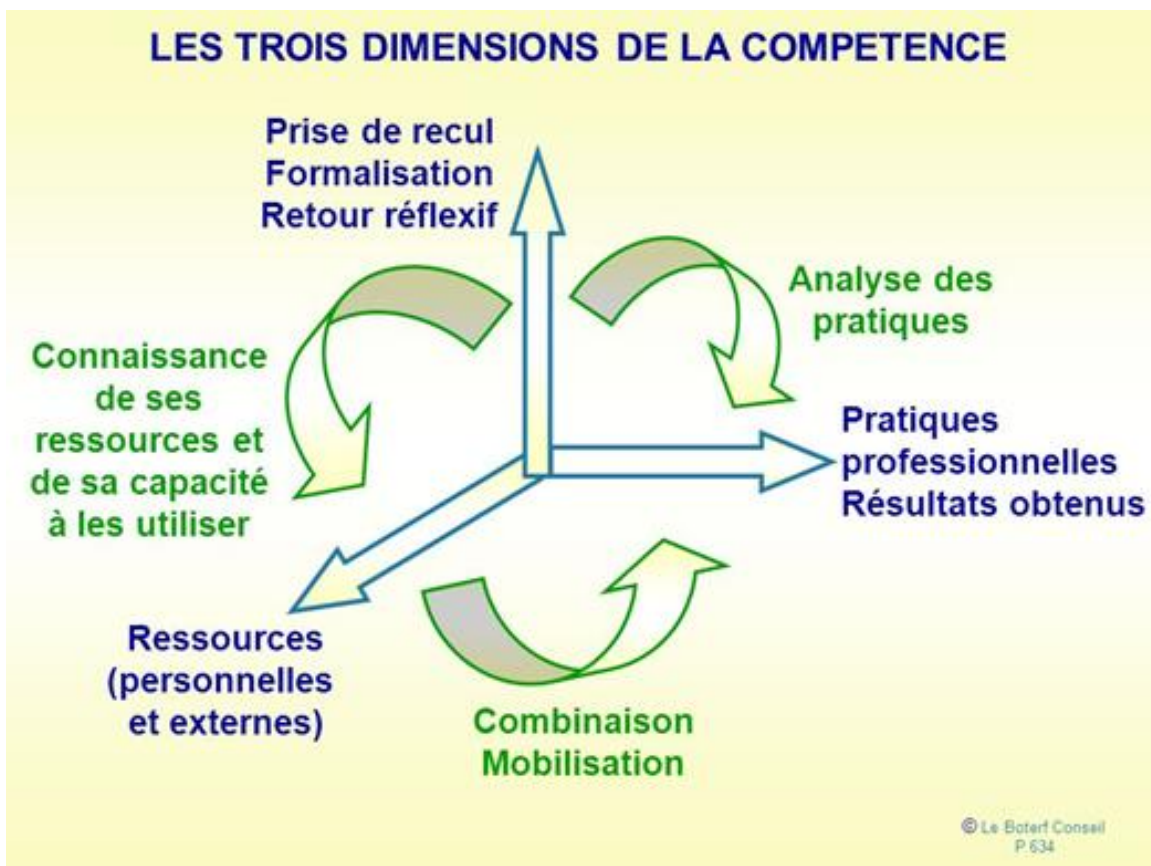 LES TROIS DIMENSIONS DE LA COMPETENCE
Prise de recul
Formalisation
Retour réflexif
Analyse des
pratiques
Connaissance
de ses
ressources et
de sa capacité
à les utiliser
Pratiques
professionnelles
Résultats obtenus
Ressources
(personnelles
et externes)
Combinaison
Mobilisation
© Le Boterf Conseil
P 634